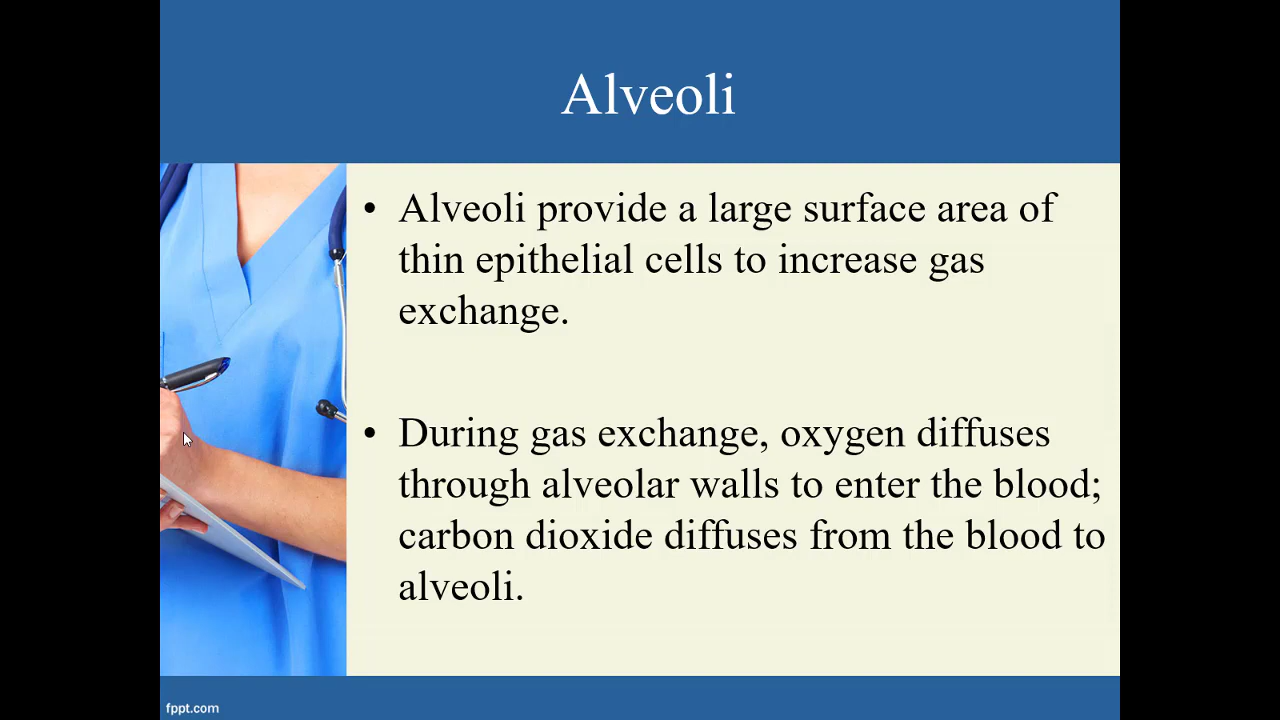 Alveoli
• Alveoli provide a large surface area of
thin epithelial cells to increase gas
exchange.
• During gas exchange, oxygen diffuses
through alveolar walls to enter the blood;
carbon dioxide diffuses from the blood to
alveoli.
fppt.com